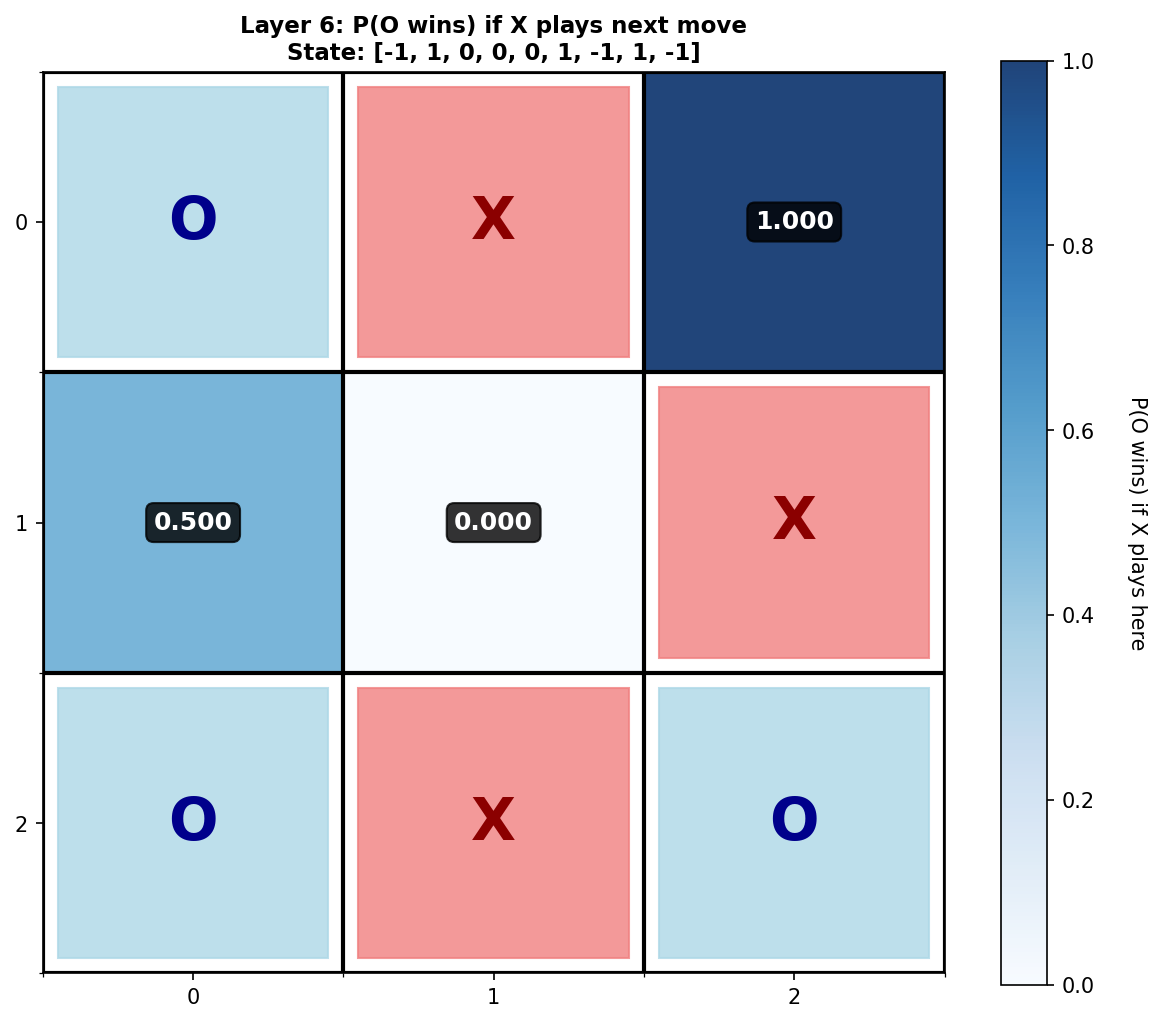 Layer 6: P(O wins) if X plays next move
State: [-1, 1, 0, 0, 0, 1, -1, 1, -1]
0
O
X
1.000
1
0.500
0.000
X
2
O
X
O
0
1
2
1.0
0.8
0.6
0.4
0.2
0.0
P(O wins) if X plays here